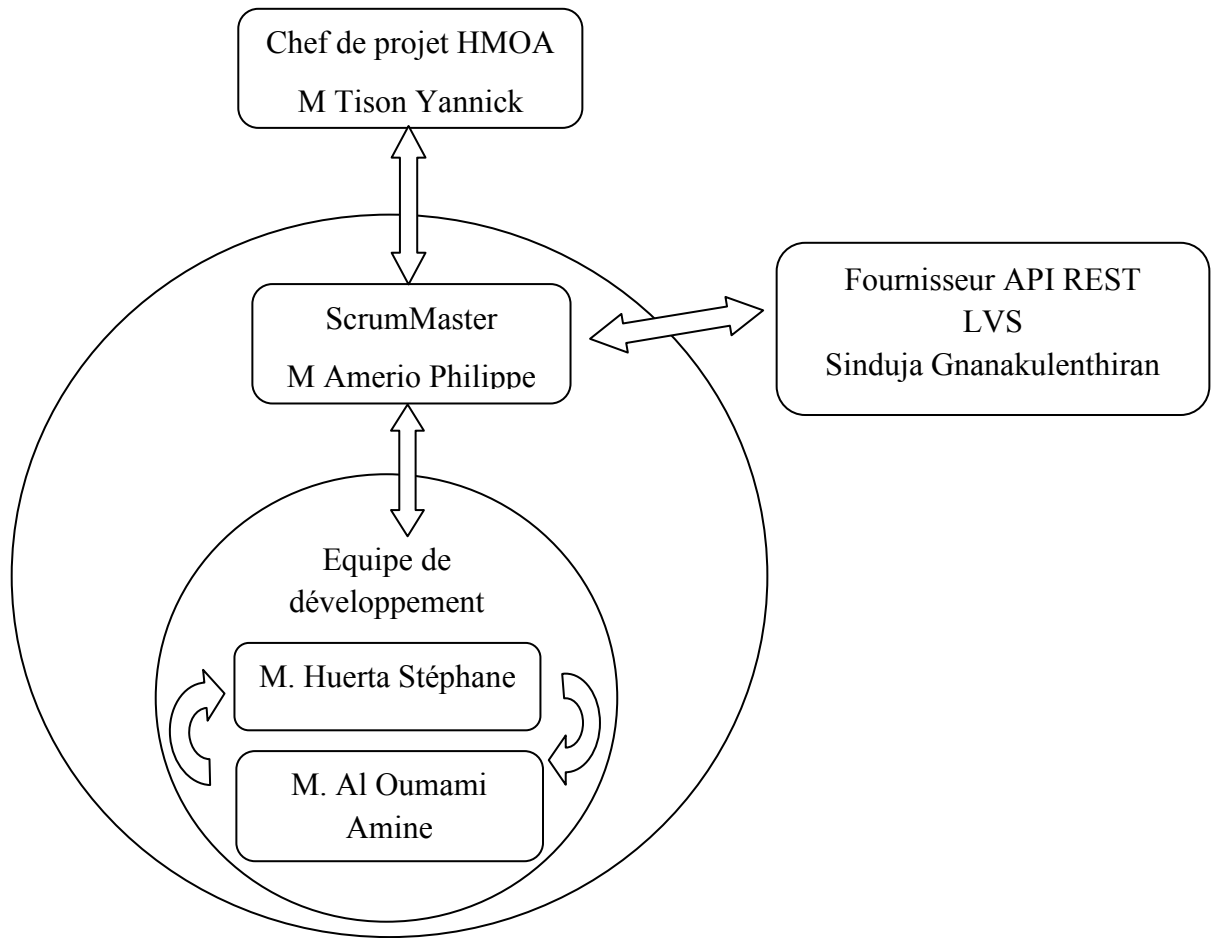 Chef de projet HMOA
M Tison Yannick
Fournisseur API REST
LVS
Sinduja Gnanakulenthiran
ScrumMaster
M Amerio Philippe
Equipe de
développement
M. Huerta Stéphane
M. Al Oumami
Amine